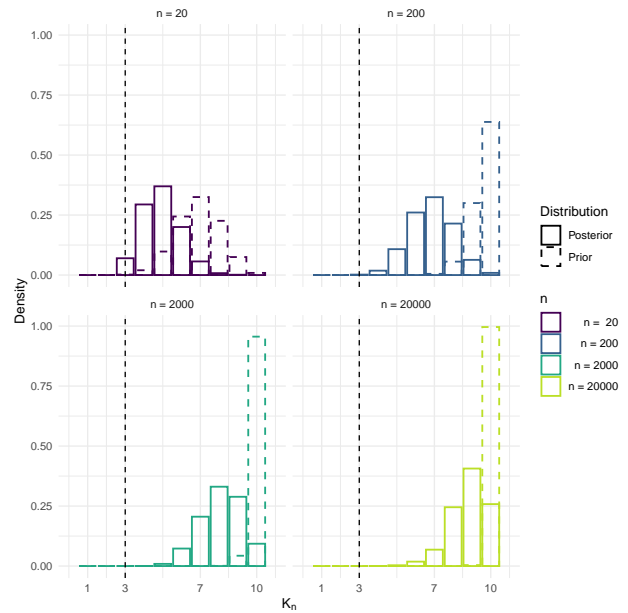 n = 20
n = 200
1.00
0.75
0.50
0.25
0.00
Density
n = 2000
n = 20000
1.00
0.75
0.50
0.25
0.00
1
3
7
10
1
3
7
10
Kn
Distribution
Posterior
Prior
n
n = 20
n = 200
n = 2000
n = 20000